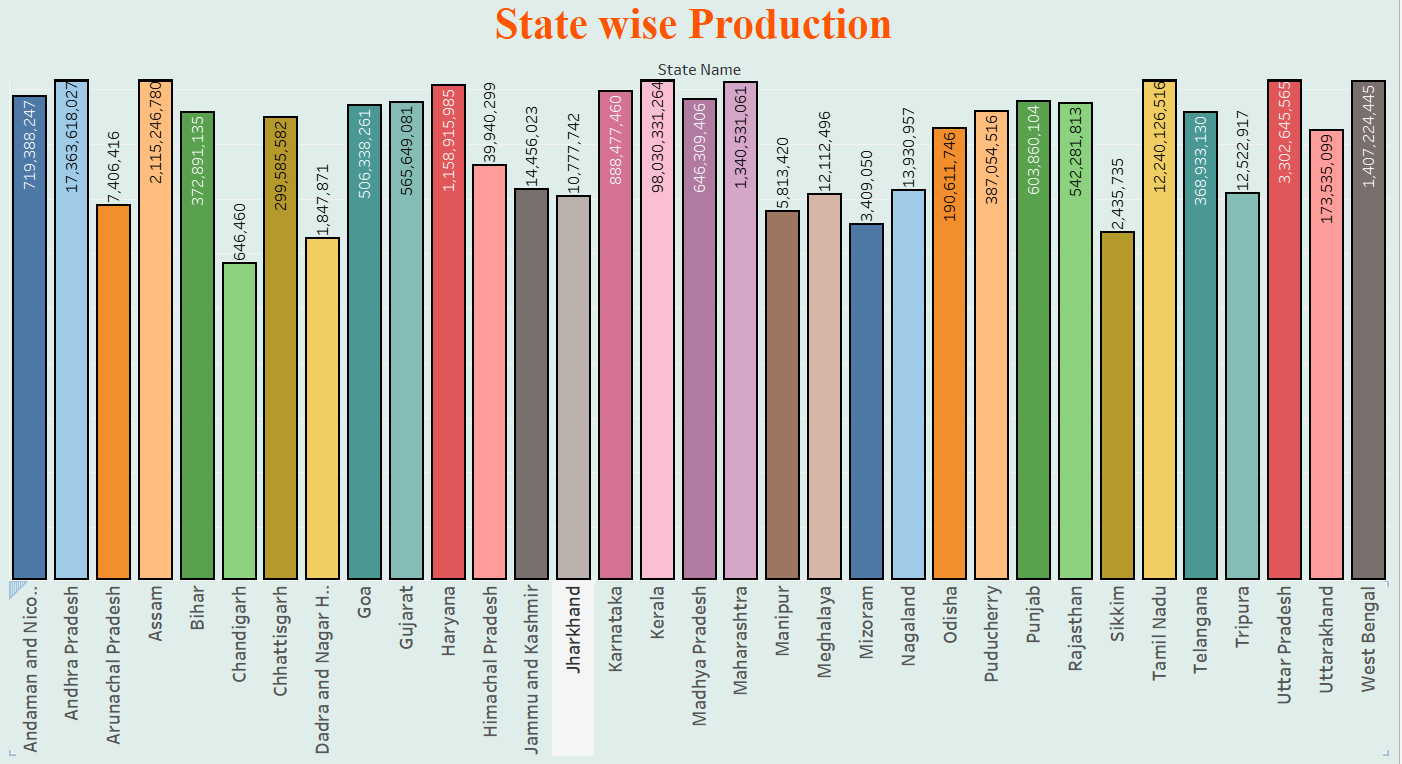 State wise Production
State Name
719,388,247
17,363,618,027
7,406,416
2,115,246,780
372,891,135
646,460
299,585,582
1,847,871
506,338,261
565,649,081
1,158,915,985
39,940,299
14,456,023
10,777,742
888,477,460
98,030,331,264
646,309,406
1,340,531,061
5,813,420
12,112,496
3,409,050
13,930,957
190,611,746
387,054,516
603,860,104
542,281,813
2,435,735
12,240,126,516
368,933,130
12,522,917
3,302,645,565
173,535,099
1,407,224,445
Andaman and Nico..
Andhra Pradesh
Arunachal Pradesh
Assam
Bihar
Chandigarh
Chhattisgarh
Dadra and Nagar H..
Goa
Gujarat
Haryana
Himachal Pradesh
Jammu and Kashmir
Jharkhand
Karnataka
Kerala
Madhya Pradesh
Maharashtra
Manipur
Meghalaya
Mizoram
Nagaland
Odisha
Puducherry
Punjab
Rajasthan
Sikkim
Tamil Nadu
Telangana
Tripura
Uttar Pradesh
Uttarakhand
West Bengal